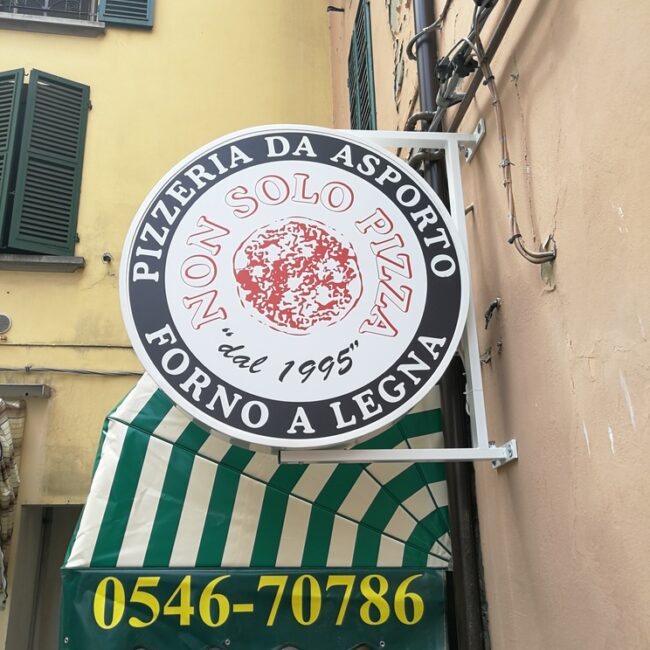 PIZZERIA DA ASPORTO
NON SOLO PIZZA
"dal 1995"
FORNO A LEGNA
0546-70786